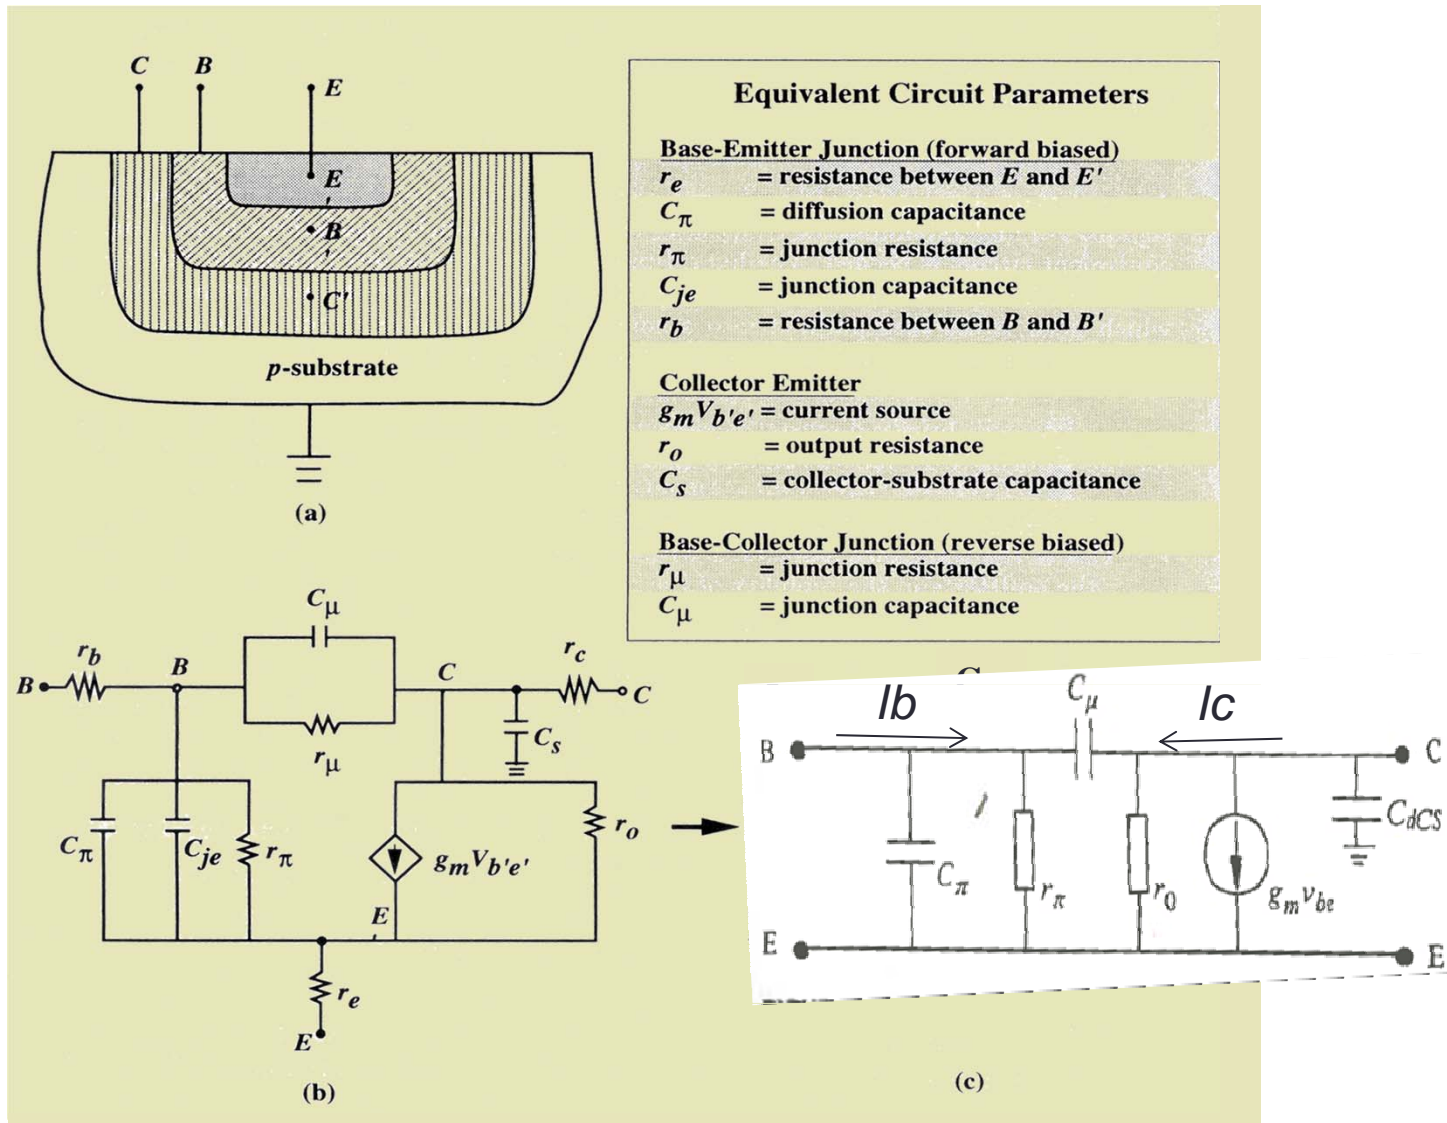 C B E
E
'
B
'
C'
p-substrate
(a)
Equivalent Circuit Parameters
Base-Emitter Junction (forward biased)
re = resistance between E and E'
Cπ = diffusion capacitance
rπ = junction resistance
Cje = junction capacitance
rb = resistance between B and B'
Collector Emitter
gmVb'e' = current source
ro = output resistance
Cs = collector-substrate capacitance
Base-Collector Junction (reverse biased)
rμ = junction resistance
Cμ = junction capacitance
Cμ
rb B C rc
B C
rμ Cs
Cπ Cje rπ gmVb'e' ro
E
'
re
E
(b)
Cμ
Ib Ic
B C
CdCS
Cπ rπ r0 gmvbe
E E
(c)